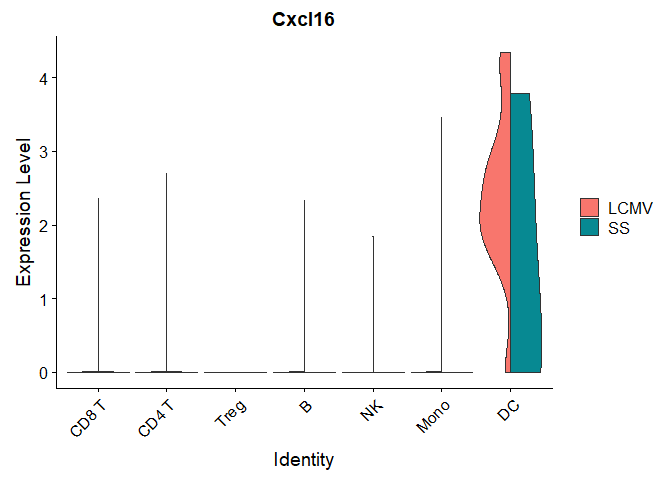 Cxcl16
Expression Level
4
3
2
1
0
CD8 T
CD4 T
Treg
B
NK
Mono
DC
Identity
LCMV
SS